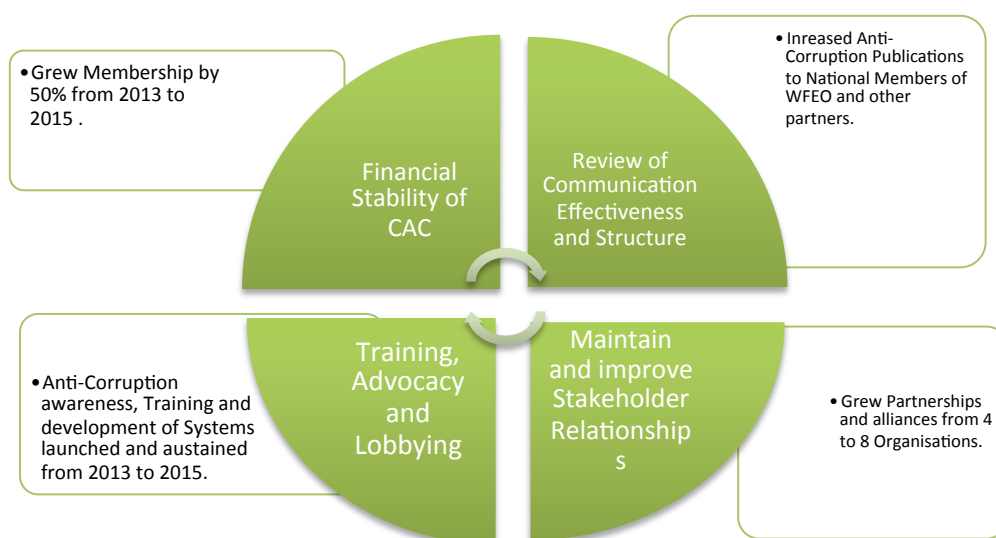 •Grew Membership by
50% from 2013 to
2015 .
Financial
Stability of
CAC
Review of
Communication
Effectiveness
and Structure
•Inreased Anti-
Corruption Publications
to National Members of
WFEO and other
partners.
•Anti-Corruption
awareness, Training and
development of Systems
launched and austained
from 2013 to 2015.
Training,
Advocacy
and
Lobbying
Maintain
and improve
Stakeholder
Relationship
s
• Grew Partnerships
and alliances from 4
to 8 Organisations.